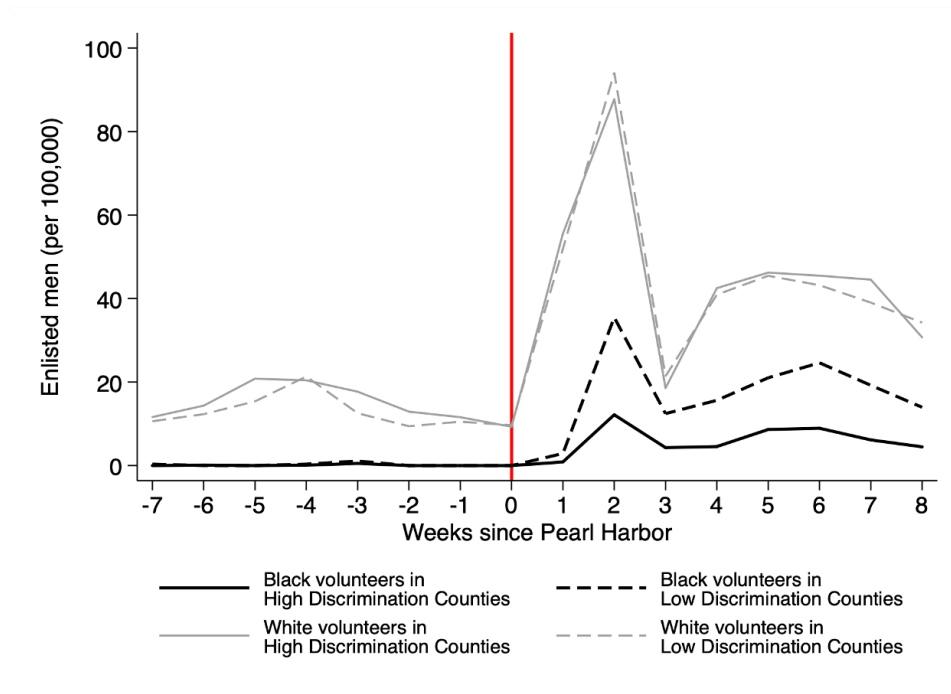 Enlisted men (per 100,000)
100
80
60
40
20
0
-7 -6 -5 -4 -3 -2 -1 0 1 2 3 4 5 6 7 8
Weeks since Pearl Harbor
Black volunteers in
High Discrimination Counties
Black volunteers in
Low Discrimination Counties
White volunteers in
High Discrimination Counties
White volunteers in
Low Discrimination Counties